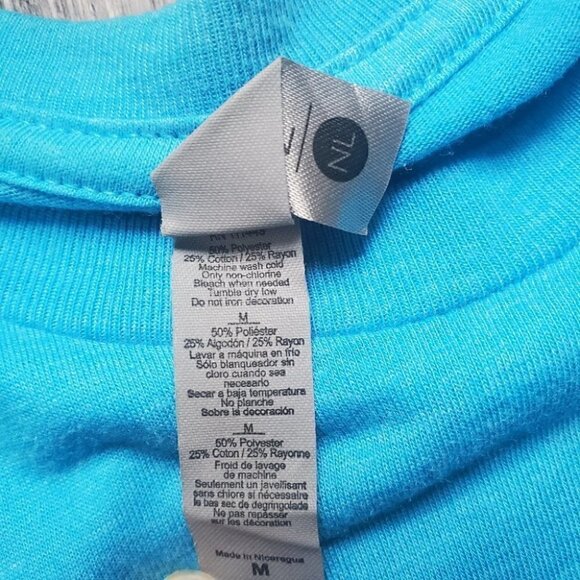 NL
50% Polyester
25% Cotton / 25% Rayon
Machine wash cold
Only non-chlorine
Bleach when needed
Tumble dry low
Do not iron decoration
M
50% Poliéster
25% Algodón / 25% Rayon
Lavar a máquina en frio
Sólo blanqueador sin
cloro cuando sea
necesario
Secar a baja temperatura
No planche
Sobre la decoración
M
50% Polyester
25% Coton / 25% Rayonne
Froid de lavage
de machine
Seulement un javellisant
sans chlore si nécessaire
le bas sec de degringolade
Ne pas repässer
sur les décoration
Made in Nicaragua
M